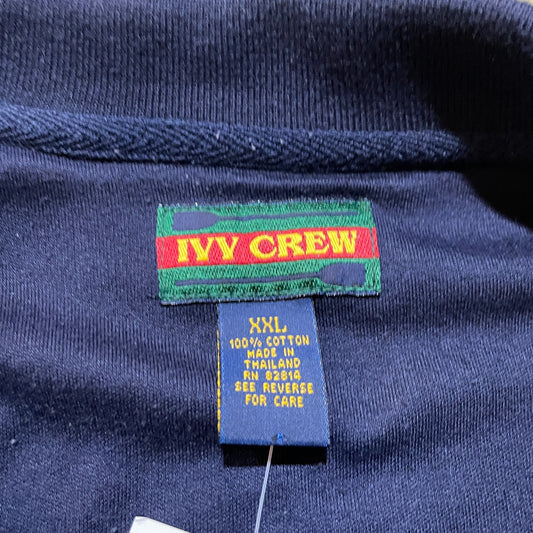 IVY CREW
XXL
100% COTTON
MADE IN
THAILAND
RN 82814
SEE REVERSE
FOR CARE